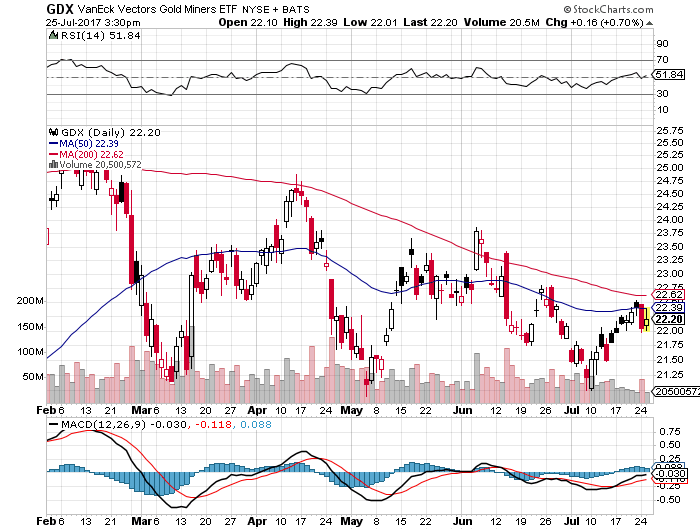 GDX VanEck Vectors Gold Miners ETF NYSE + BATS © StockCharts.com
25-Jul-2017 3:30pm Open 22.10 High 22.39 Low 22.01 Last 22.20 Volume 20.5M Chg +0.16 (+0.70%)
RSI(14) 51.84
90
70
51.84
30
10
GDX (Daily) 22.20
MA(50) 22.39
MA(200) 22.62
Volume 20,500,572
25.75
25.50
25.25
25.00
24.75
24.50
24.25
24.00
23.75
23.50
23.25
23.00
22.75
22.62
22.39
22.20
22.00
21.75
21.50
21.25
20500572
200M
150M
100M
50M
Feb 6 13 21 Mar 13 20 27 Apr 10 17 24 May 8 15 22 Jun 12 19 26 Jul 10 17 24
MACD(12,26,9) -0.030, -0.118, 0.088
0.75
0.50
0.25
-0.030
-0.50
Feb 6 13 21 Mar 13 20 27 Apr 10 17 24 May 8 15 22 Jun 12 19 26 Jul 10 17 24